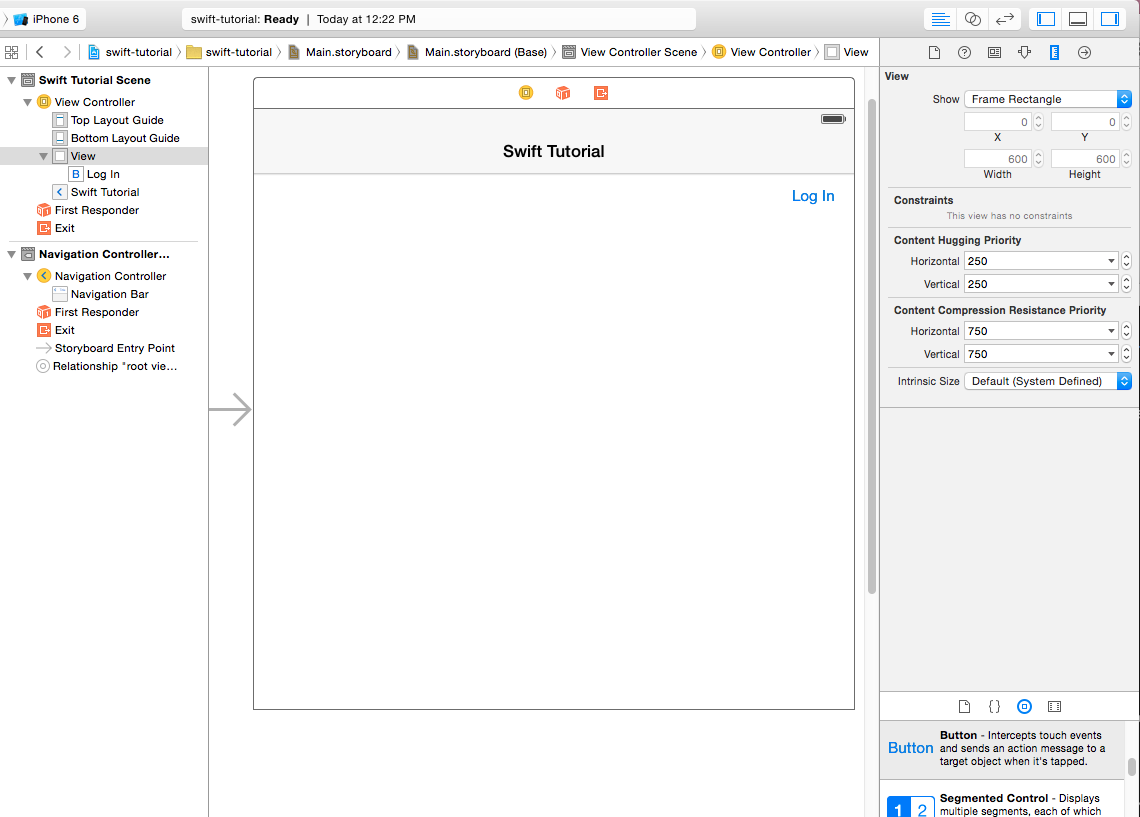 iPhone 6
swift-tutorial: Ready | Today at 12:22 PM
swift-tutorial
swift-tutorial
Main.storyboard
Main.storyboard (Base)
View Controller Scene
View Controller
View
Swift Tutorial Scene
View Controller
Top Layout Guide
Bottom Layout Guide
View
B Log In
Swift Tutorial
First Responder
Exit
Navigation Controller...
Navigation Controller
Navigation Bar
First Responder
Exit
Storyboard Entry Point
Relationship "root vie...
Swift Tutorial
Log In
View
Show Frame Rectangle
0 0
X Y
600 600
Width Height
Constraints
This view has no constraints
Content Hugging Priority
Horizontal 250
Vertical 250
Content Compression Resistance Priority
Horizontal 750
Vertical 750
Intrinsic Size Default (System Defined)
{ }
Button
Button - Intercepts touch events
and sends an action message to a
target object when it's tapped.
1 2
Segmented Control - Displays
multiple segments, each of which